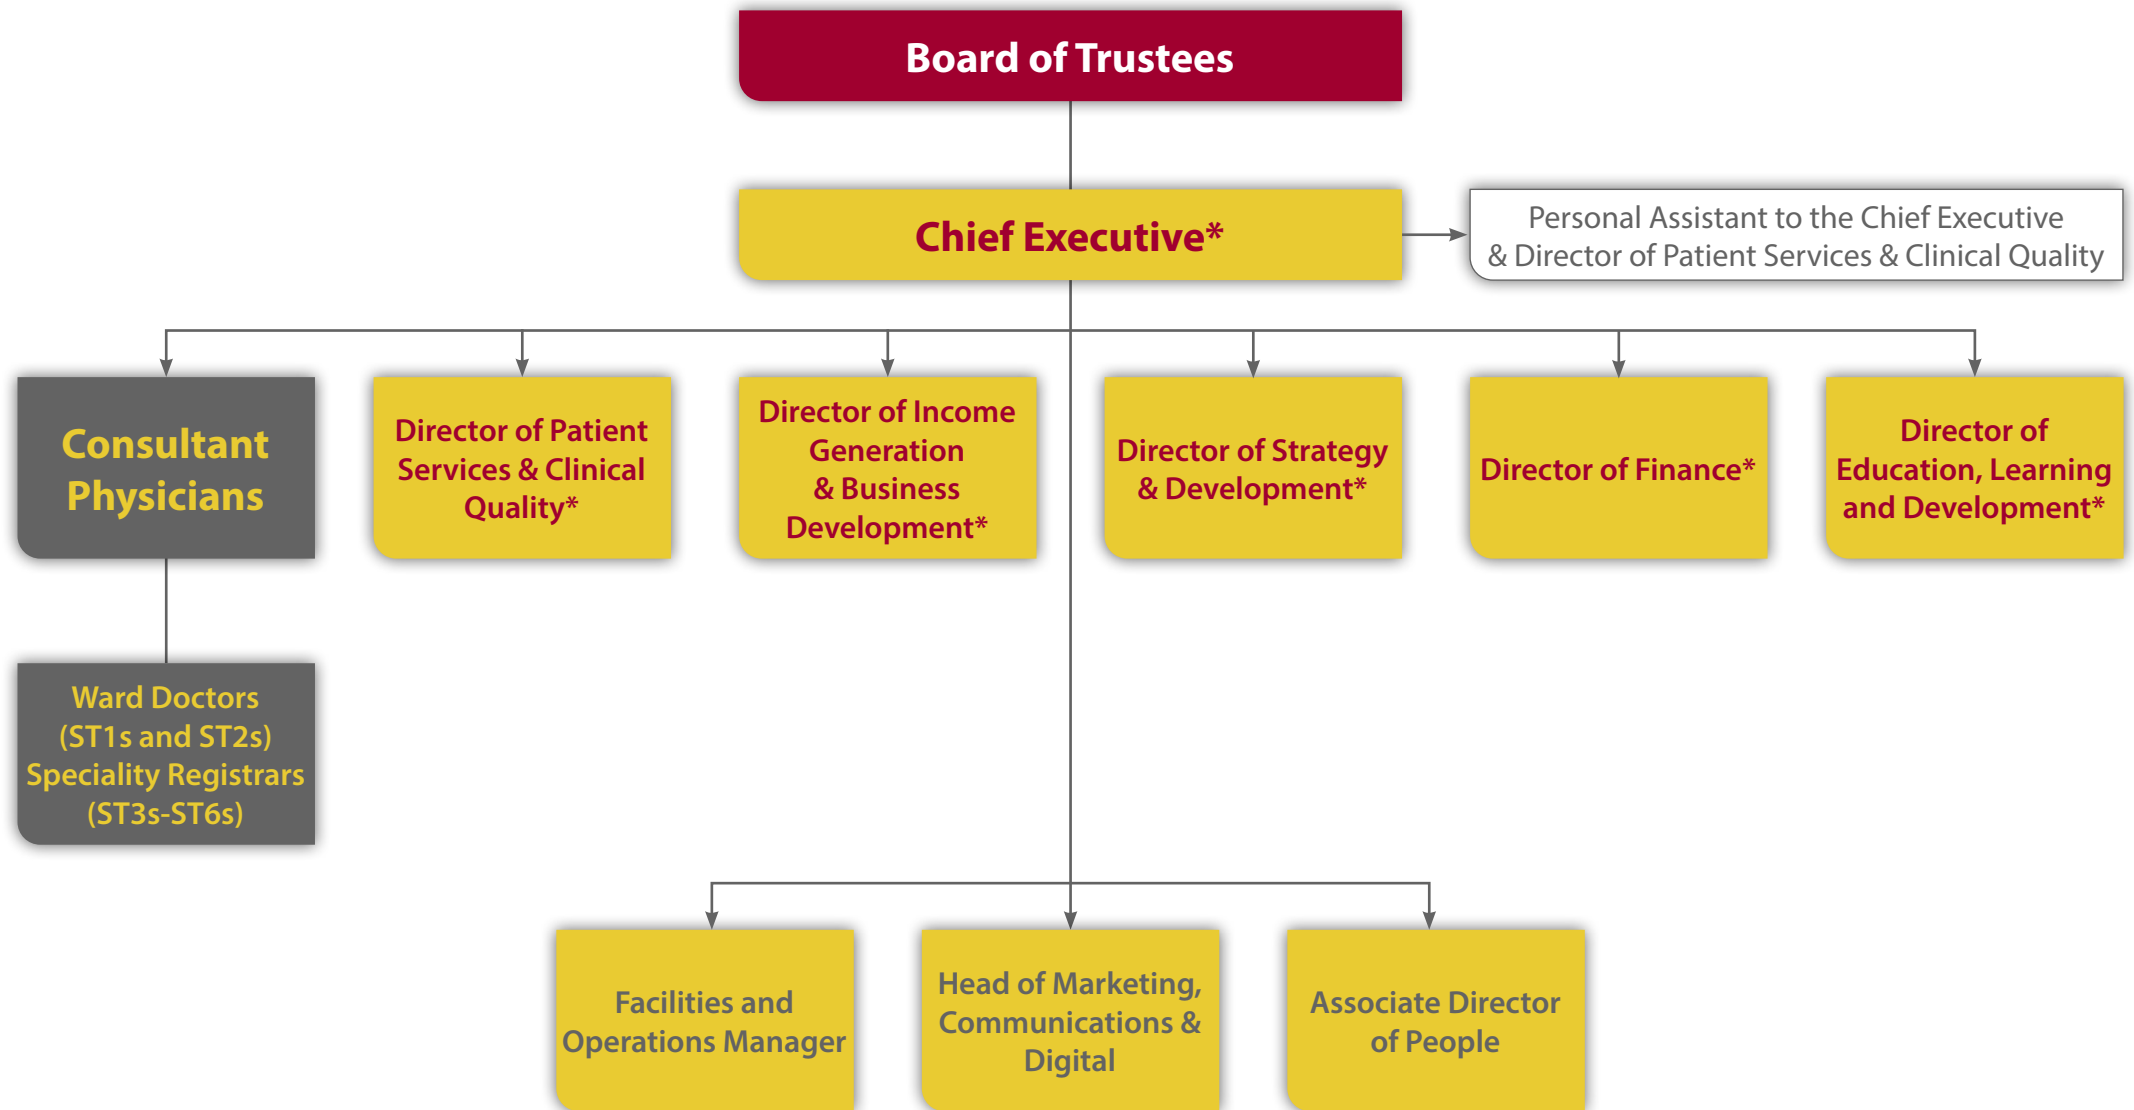 Board of Trustees
Chief Executive*
Personal Assistant to the Chief Executive
& Director of Patient Services & Clinical Quality
Consultant
Physicians
Director of Patient
Services & Clinical
Quality*
Director of Income
Generation
& Business
Development*
Director of Strategy
& Development*
Director of Finance*
Director of
Education, Learning
and Development*
Ward Doctors
(ST1s and ST2s)
Speciality Registrars
(ST3s-ST6s)
Facilities and
Operations Manager
Head of Marketing,
Communications &
Digital
Associate Director
of People